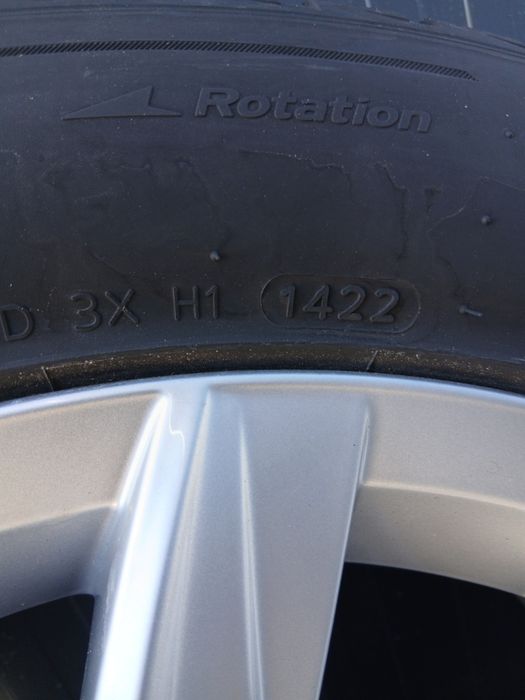 Rotation
D 3X H1 1422